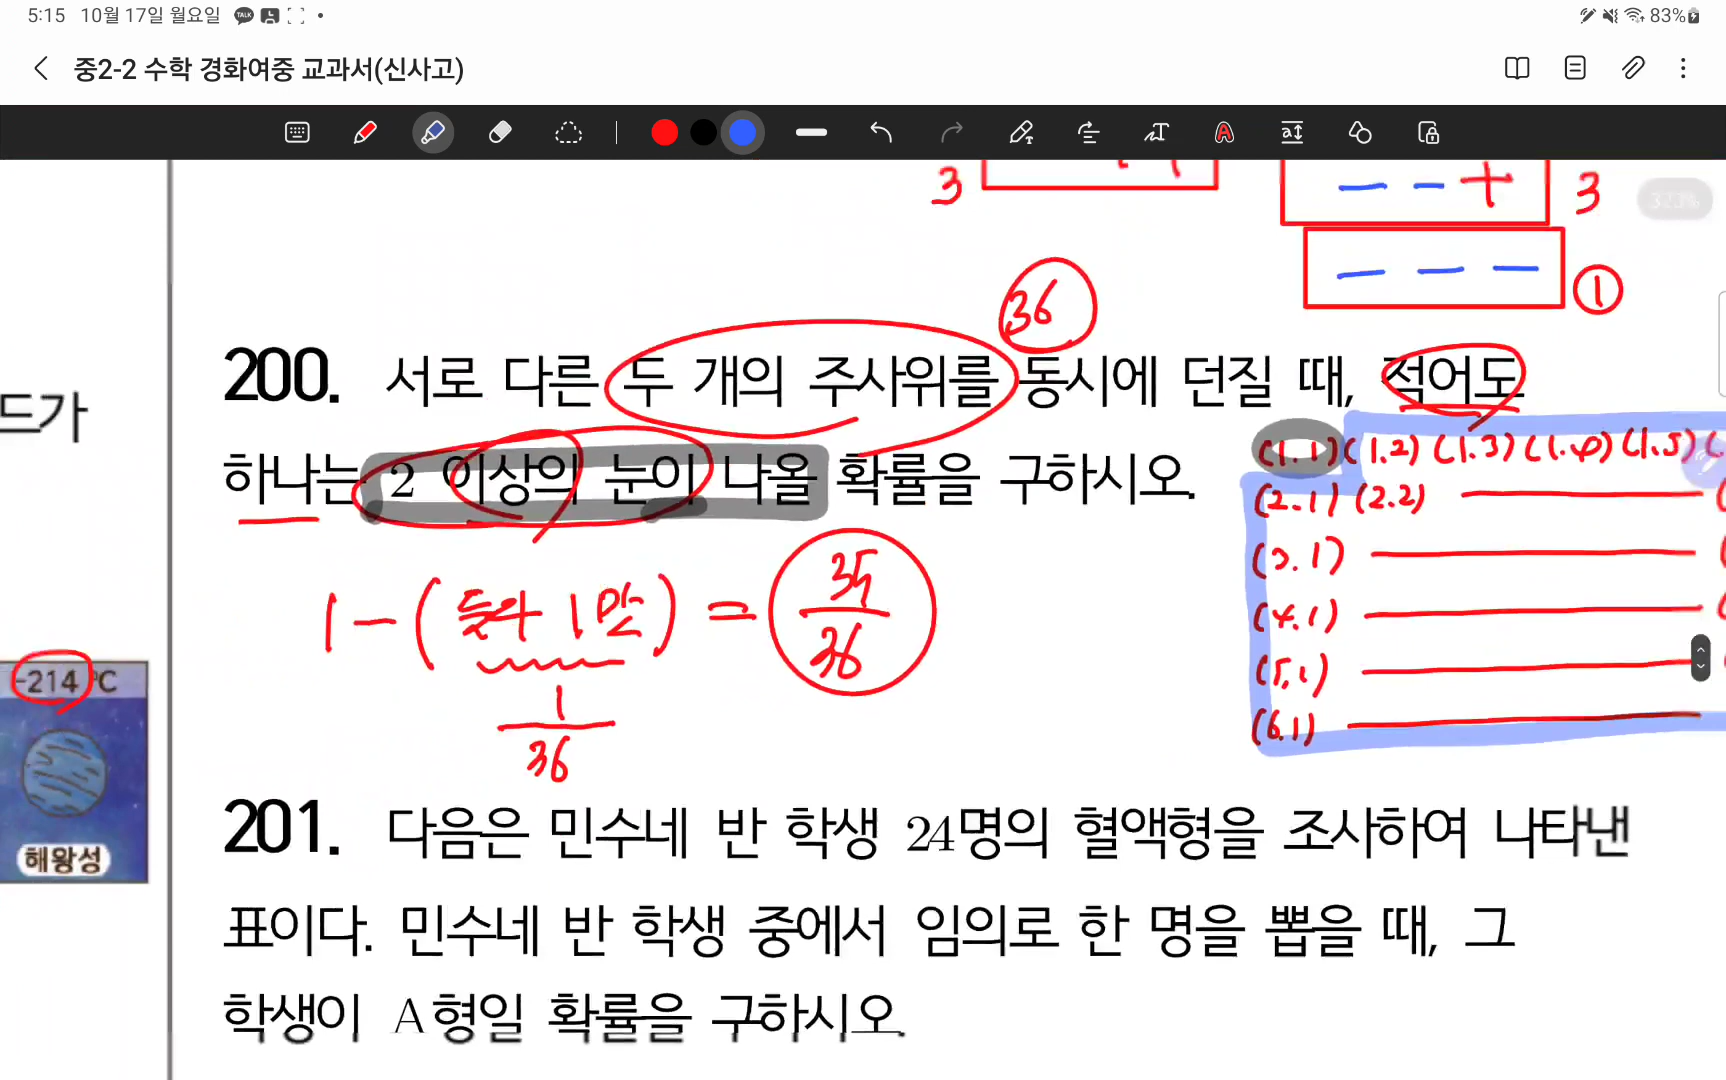 5:15 10월 17일 월요일 TALK 83%
중2-2 수학 경화여중 교과서(신사고)
3
+ 3
323%
1
36
200. 서로 다른 두 개의 주사위를 동시에 던질 때, 적어도
드가
하나는 2 이상의 눈이 나올 확률을 구하시오.
(1.1) (1.2) (1.3) (1.4) (1.5)
(2.1) (2.2)
(3.1)
(4.1)
(5.1)
(6.1)
1-(둘다 1만) = 35/36
1/36
-214 ℃
해왕성
201. 다음은 민수네 반 학생 24명의 혈액형을 조사하여 나타낸
표이다. 민수네 반 학생 중에서 임의로 한 명을 뽑을 때, 그
학생이 A형일 확률을 구하시오.